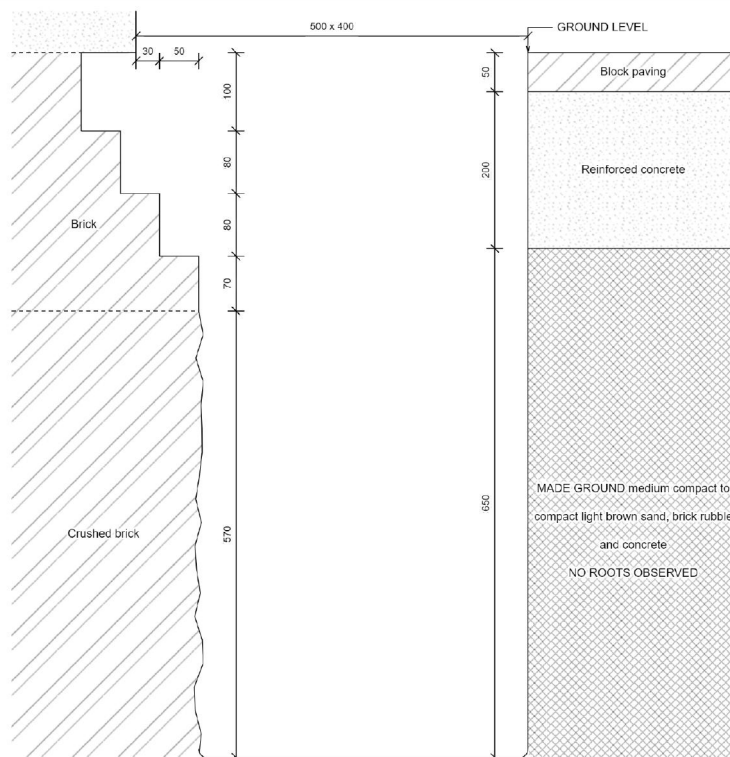 500 x 400
GROUND LEVEL
30
50
50
Block paving
100
80
200
Reinforced concrete
Brick
80
70
MADE GROUND medium compact to
compact light brown sand, brick rubble
and concrete
NO ROOTS OBSERVED
650
570
Crushed brick